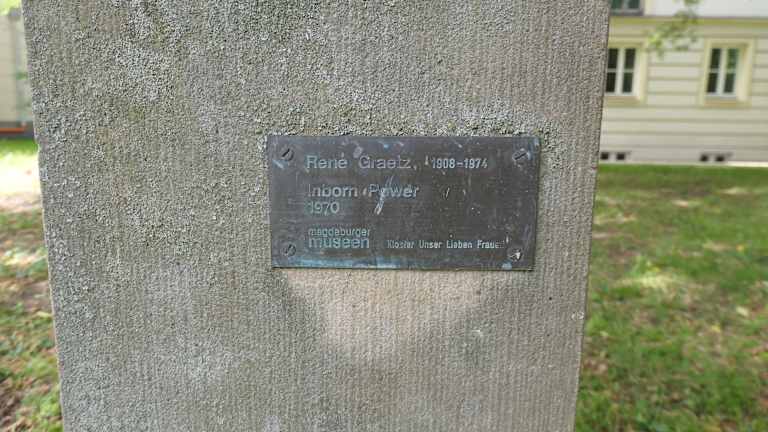 René Graetz, 1908-1974
Inborn Power
1970
magdeburger
museen Kloster Unser Lieben Frauen